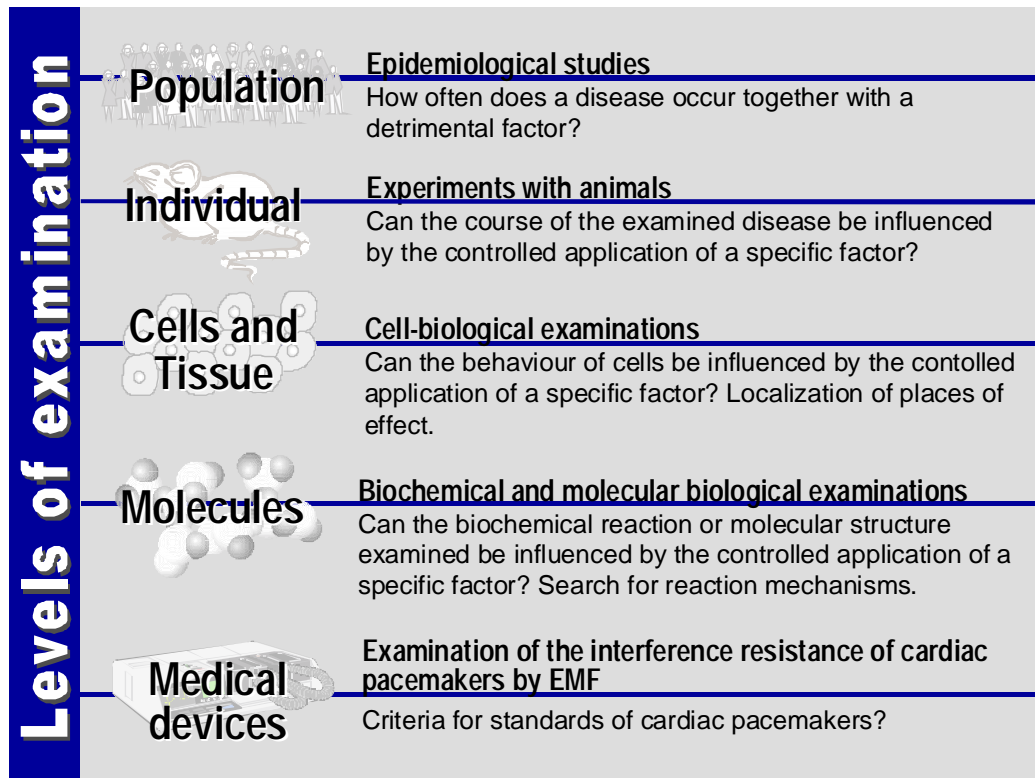 Levels of examination
Population
Epidemiological studies
How often does a disease occur together with a
detrimental factor?
Individual
Experiments with animals
Can the course of the examined disease be influenced
by the controlled application of a specific factor?
Cells and
Tissue
Cell-biological examinations
Can the behaviour of cells be influenced by the contolled
application of a specific factor? Localization of places of
effect.
Molecules
Biochemical and molecular biological examinations
Can the biochemical reaction or molecular structure
examined be influenced by the controlled application of a
specific factor? Search for reaction mechanisms.
Medical
devices
Examination of the interference resistance of cardiac
pacemakers by EMF
Criteria for standards of cardiac pacemakers?